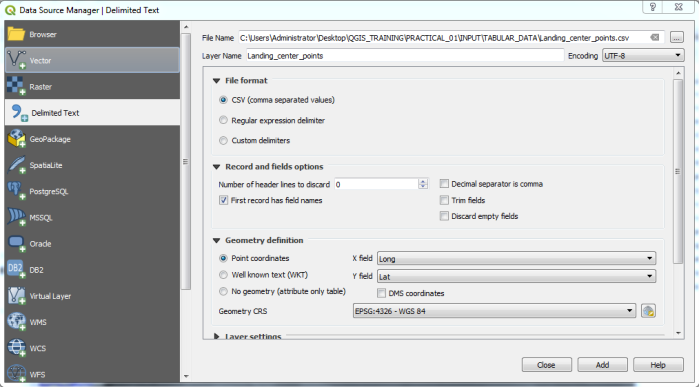 Data Source Manager | Delimited Text
Browser
Vector
Raster
Delimited Text
GeoPackage
SpatiaLite
PostgreSQL
MSSQL
Oracle
DB2 DB2
Virtual Layer
WMS
WCS
WFS
File Name C:\Users\Administrator\Desktop\QGIS_TRAINING\PRACTICAL_01\INPUT\TABULAR_DATA\Landing_center_points.csv ...
Layer Name Landing_center_points Encoding UTF-8
File format
CSV (comma separated values)
Regular expression delimiter
Custom delimiters
Record and fields options
Number of header lines to discard 0 Decimal separator is comma
First record has field names Trim fields
Discard empty fields
Geometry definition
Point coordinates X field Long
Well known text (WKT) Y field Lat
No geometry (attribute only table) DMS coordinates
Geometry CRS EPSG:4326 - WGS 84
Layer settings
Close Add Help